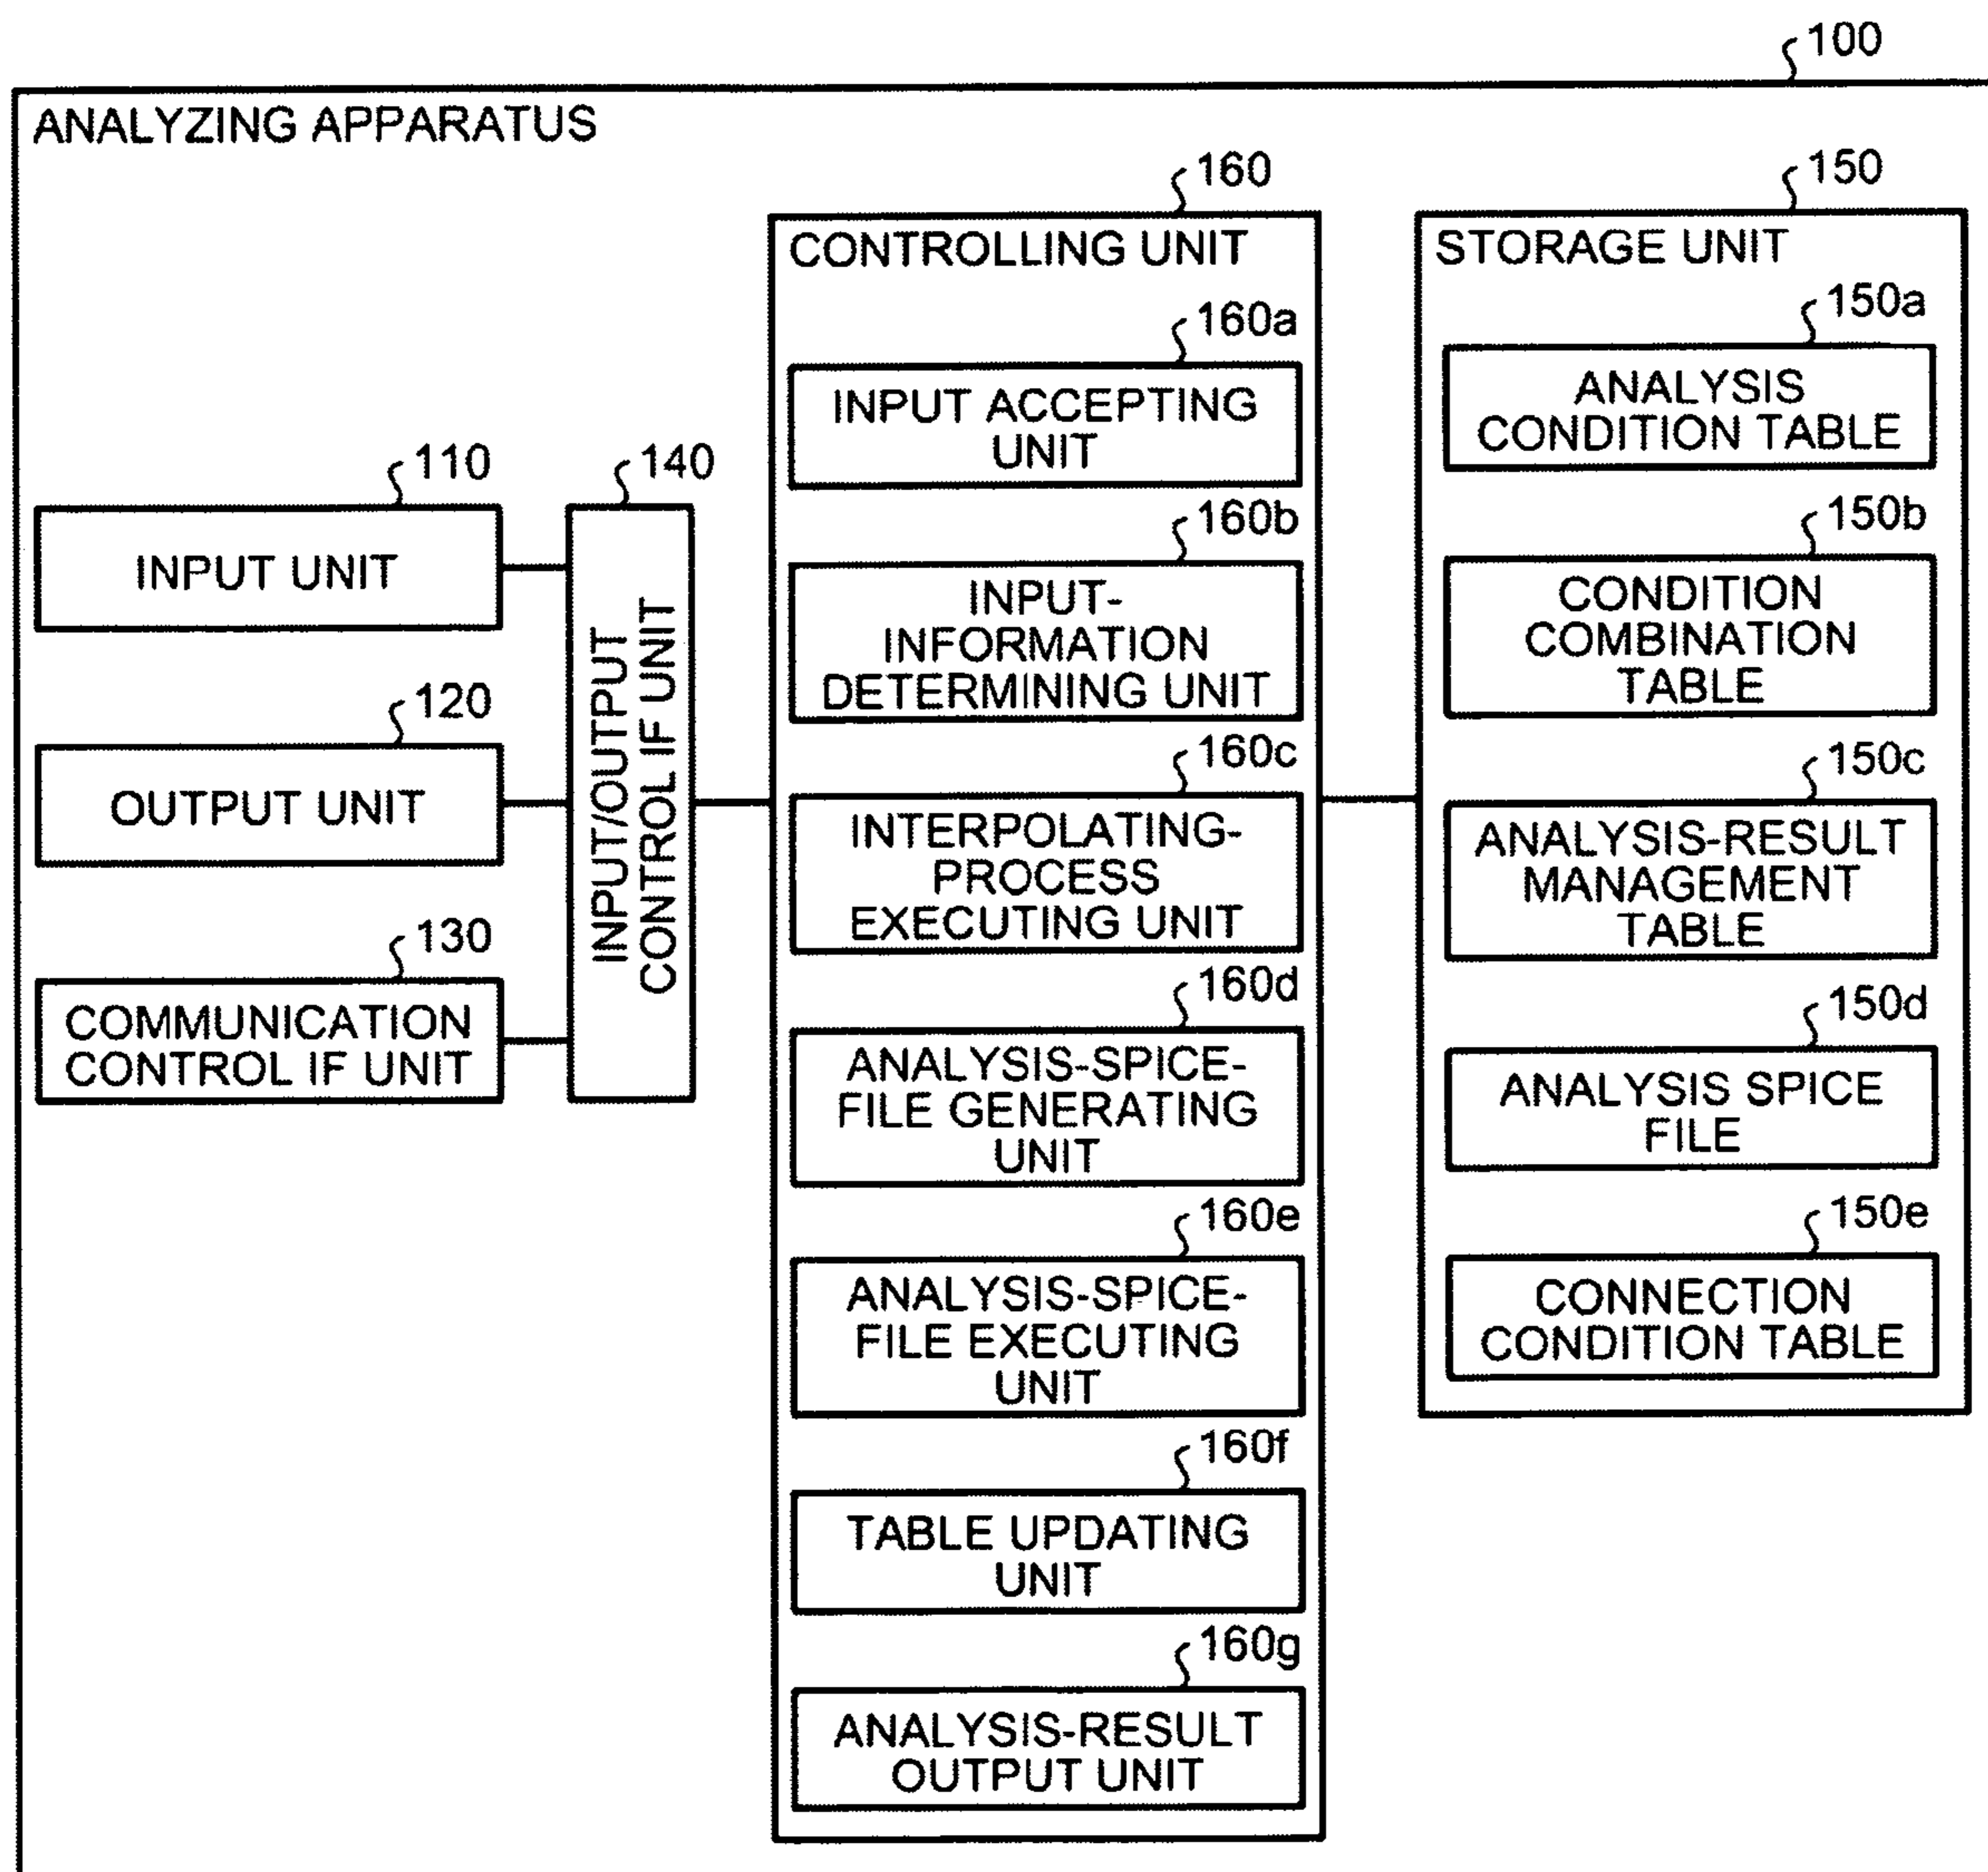 100
ANALYZING APPARATUS
110
INPUT UNIT
120
OUTPUT UNIT
130
COMMUNICATION
CONTROL IF UNIT
140
INPUT/OUTPUT
CONTROL IF UNIT
160
CONTROLLING UNIT
160a
INPUT ACCEPTING
UNIT
160b
INPUT-
INFORMATION
DETERMINING UNIT
160c
INTERPOLATING-
PROCESS
EXECUTING UNIT
160d
ANALYSIS-SPICE-
FILE GENERATING
UNIT
160e
ANALYSIS-SPICE-
FILE EXECUTING
UNIT
160f
TABLE UPDATING
UNIT
160g
ANALYSIS-RESULT
OUTPUT UNIT
150
STORAGE UNIT
150a
ANALYSIS
CONDITION TABLE
150b
CONDITION
COMBINATION
TABLE
150c
ANALYSIS-RESULT
MANAGEMENT
TABLE
150d
ANALYSIS SPICE
FILE
150e
CONNECTION
CONDITION TABLE